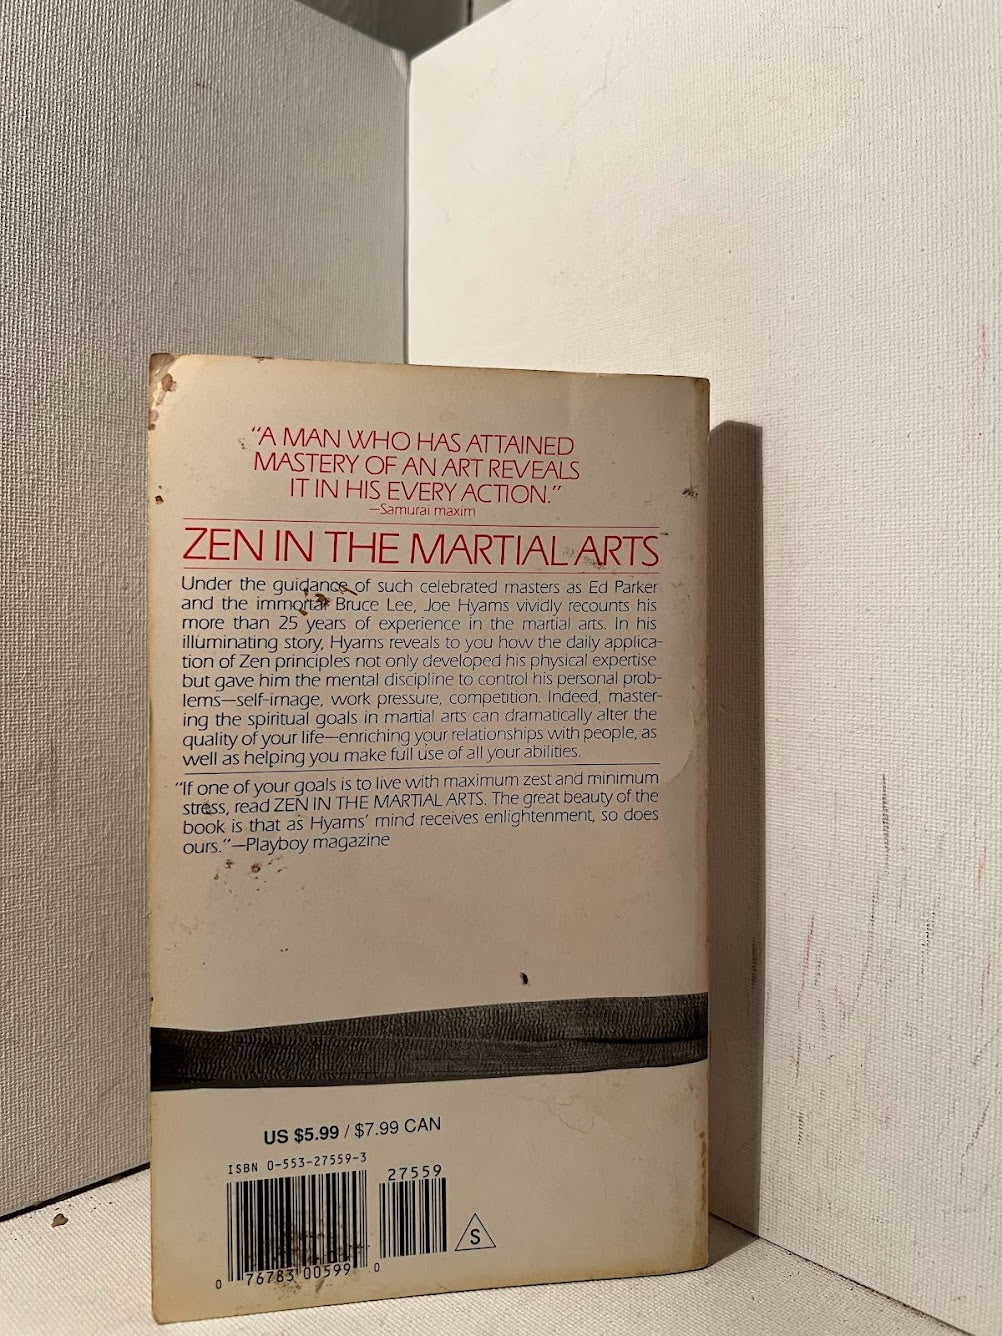 "A MAN WHO HAS ATTAINED
MASTERY OF AN ART REVEALS
IT IN HIS EVERY ACTION."
—Samurai maxim
ZEN IN THE MARTIAL ARTS
Under the guidance of such celebrated masters as Ed Parker
and the immortal Bruce Lee, Joe Hyams vividly recounts his
more than 25 years of experience in the martial arts. In his
illuminating story, Hyams reveals to you how the daily applica-
tion of Zen principles not only developed his physical expertise
but gave him the mental discipline to control his personal prob-
lems—self-image, work pressure, competition. Indeed, master-
ing the spiritual goals in martial arts can dramatically alter the
quality of your life—enriching your relationships with people, as
well as helping you make full use of all your abilities.
"If one of your goals is to live with maximum zest and minimum
stress, read ZEN IN THE MARTIAL ARTS. The great beauty of the
book is that as Hyams' mind receives enlightenment, so does
ours."—Playboy magazine
US $5.99 / $7.99 CAN
ISBN 0-553-27559-3
27559
S
0 76783 00599 0